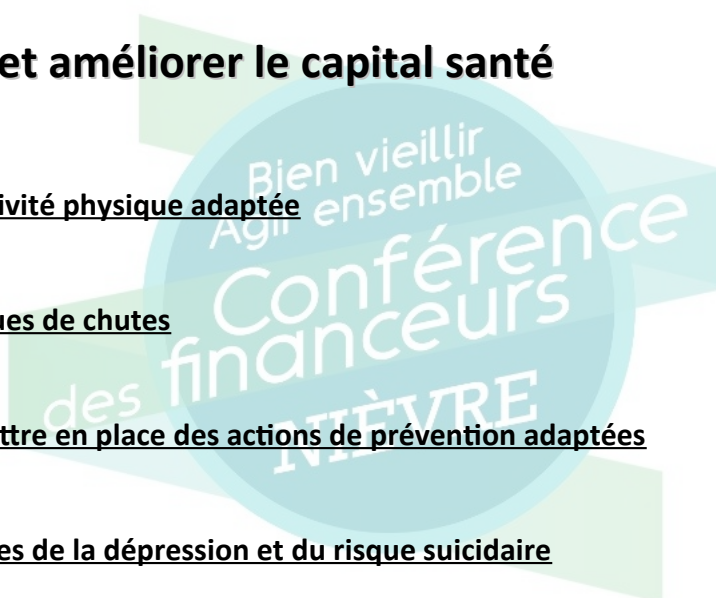 et améliorer le capital santé
Bien vieillir
Agir ensemble
ivité physique adaptée
Conférence
des financeurs
NIÈVRE
ues de chutes
ttre en place des actions de prévention adaptées
es de la dépression et du risque suicidaire